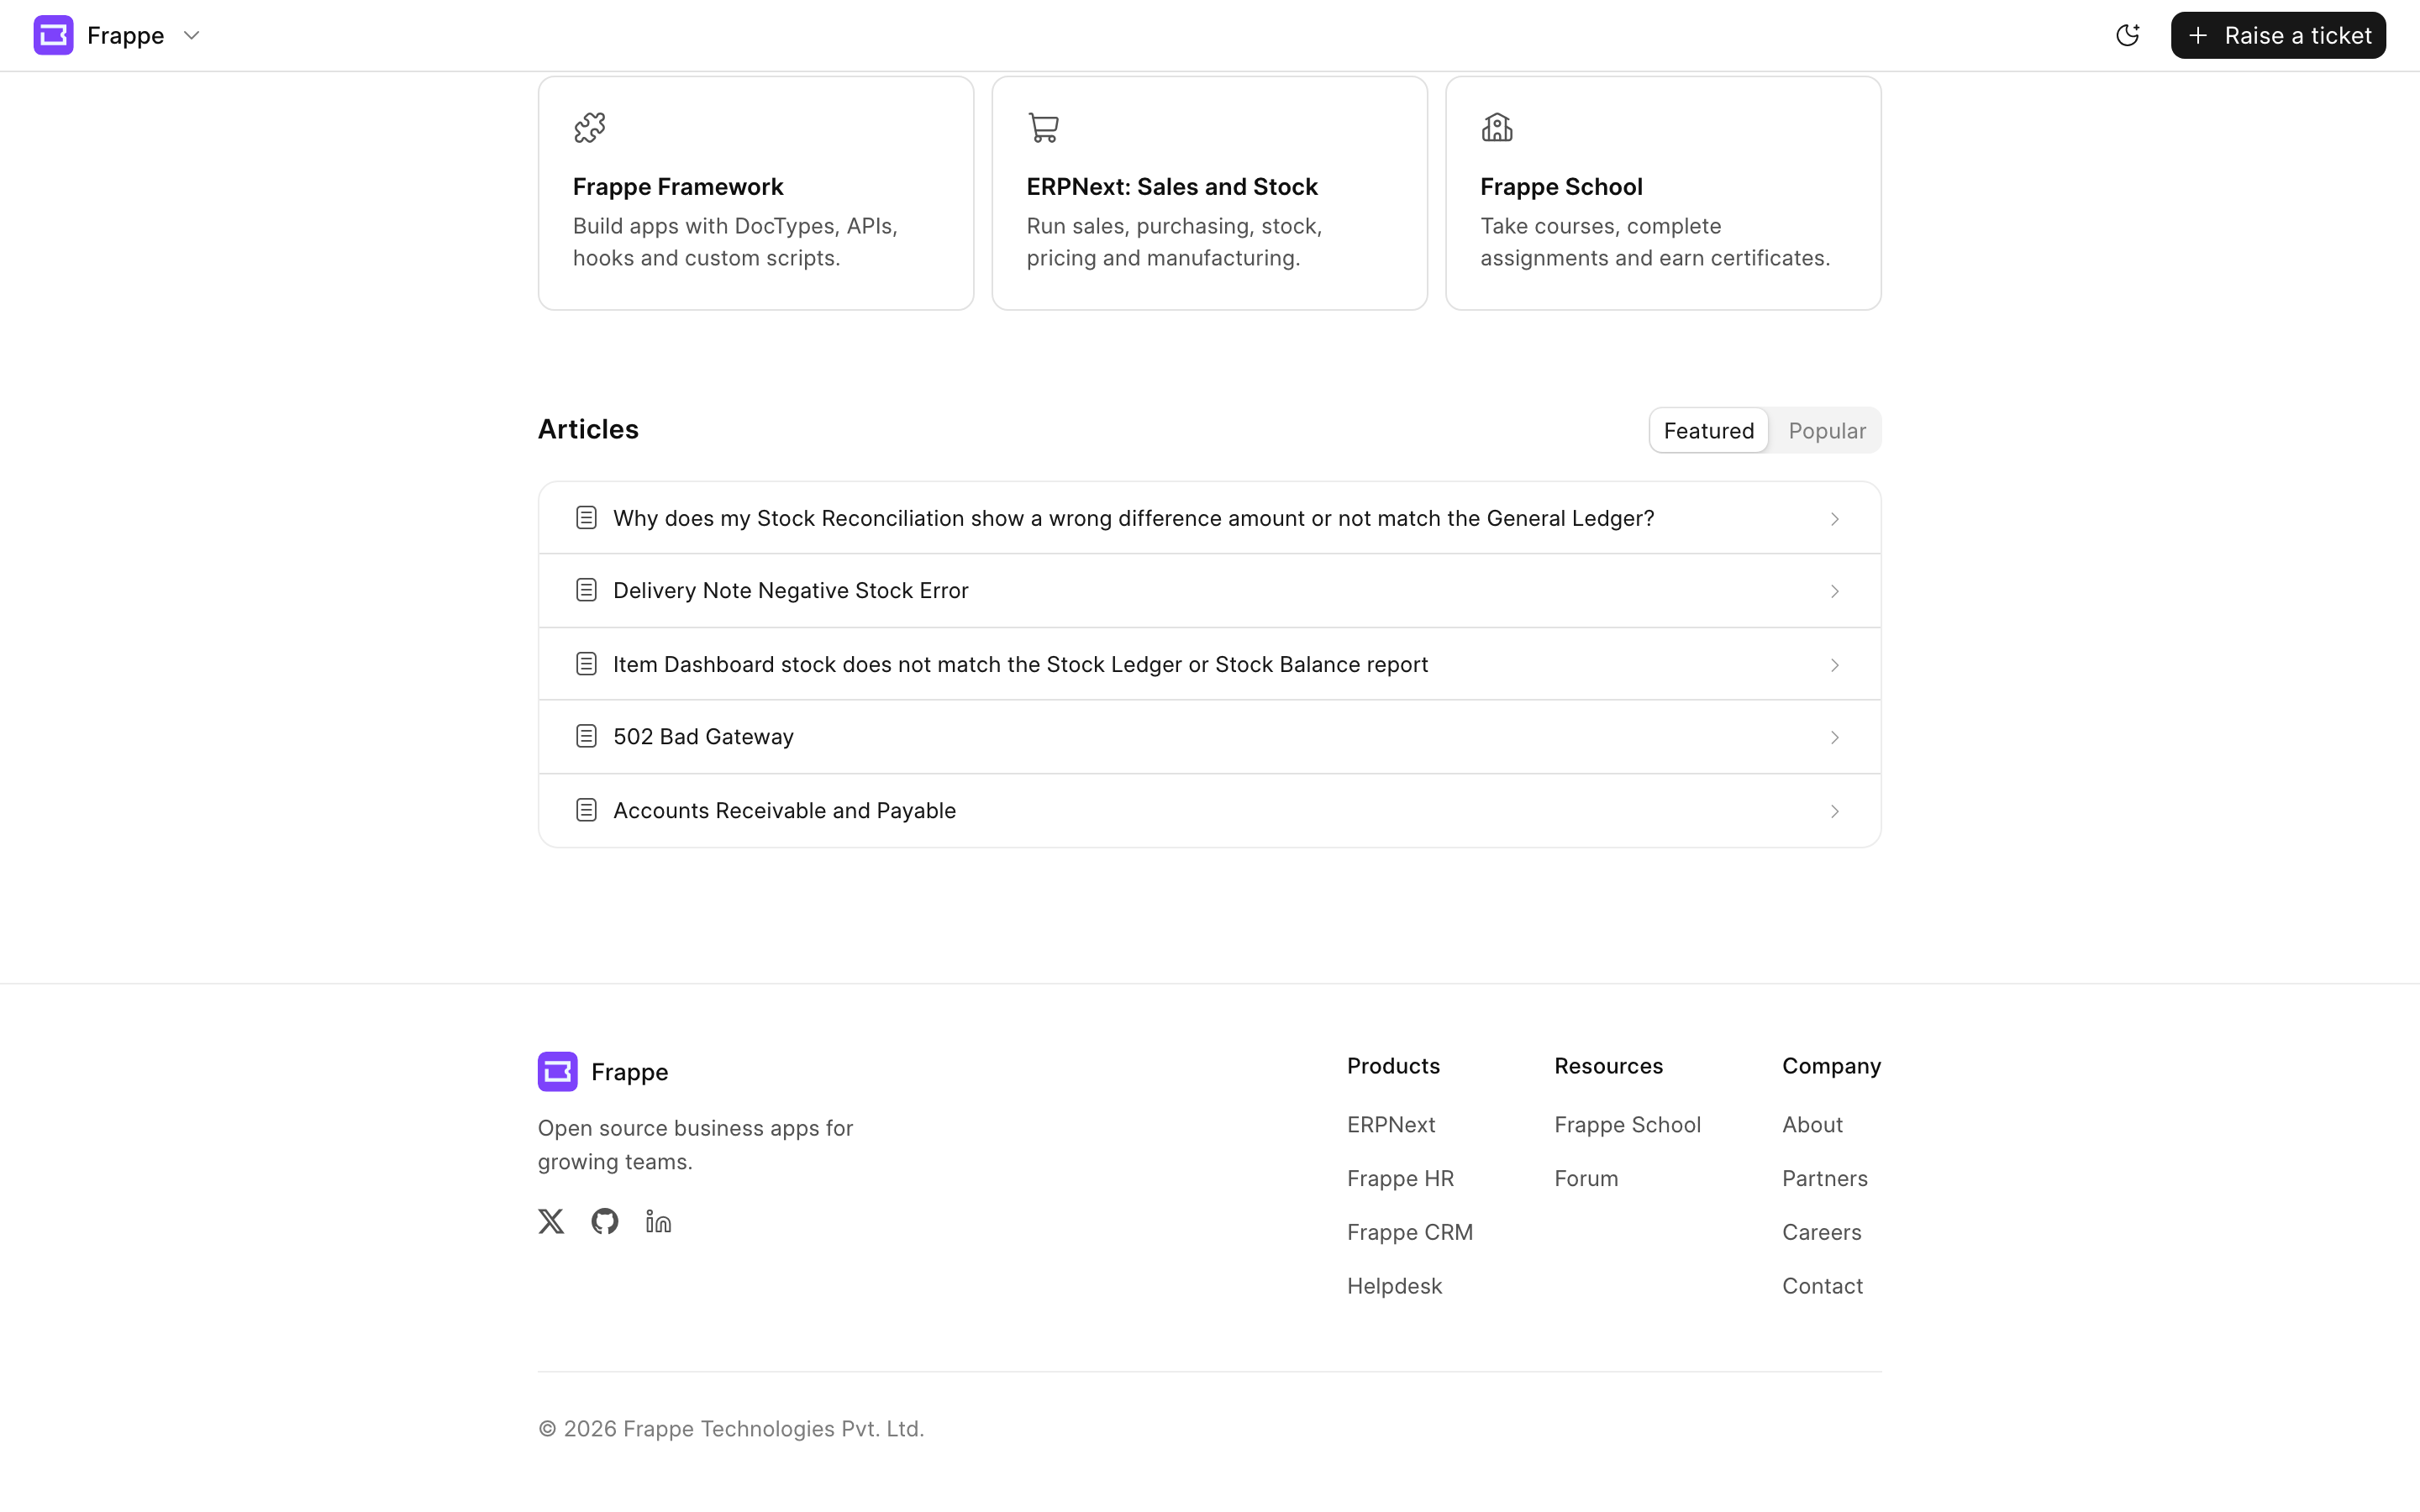 Frappe
Raise a ticket
Frappe Framework
Build apps with DocTypes, APIs,
hooks and custom scripts.
ERPNext: Sales and Stock
Run sales, purchasing, stock,
pricing and manufacturing.
Frappe School
Take courses, complete
assignments and earn certificates.
Articles
Featured
Popular
Why does my Stock Reconciliation show a wrong difference amount or not match the General Ledger?
Delivery Note Negative Stock Error
Item Dashboard stock does not match the Stock Ledger or Stock Balance report
502 Bad Gateway
Accounts Receivable and Payable
Frappe
Open source business apps for
growing teams.
Products
ERPNext
Frappe HR
Frappe CRM
Helpdesk
Resources
Frappe School
Forum
Company
About
Partners
Careers
Contact
© 2026 Frappe Technologies Pvt. Ltd.